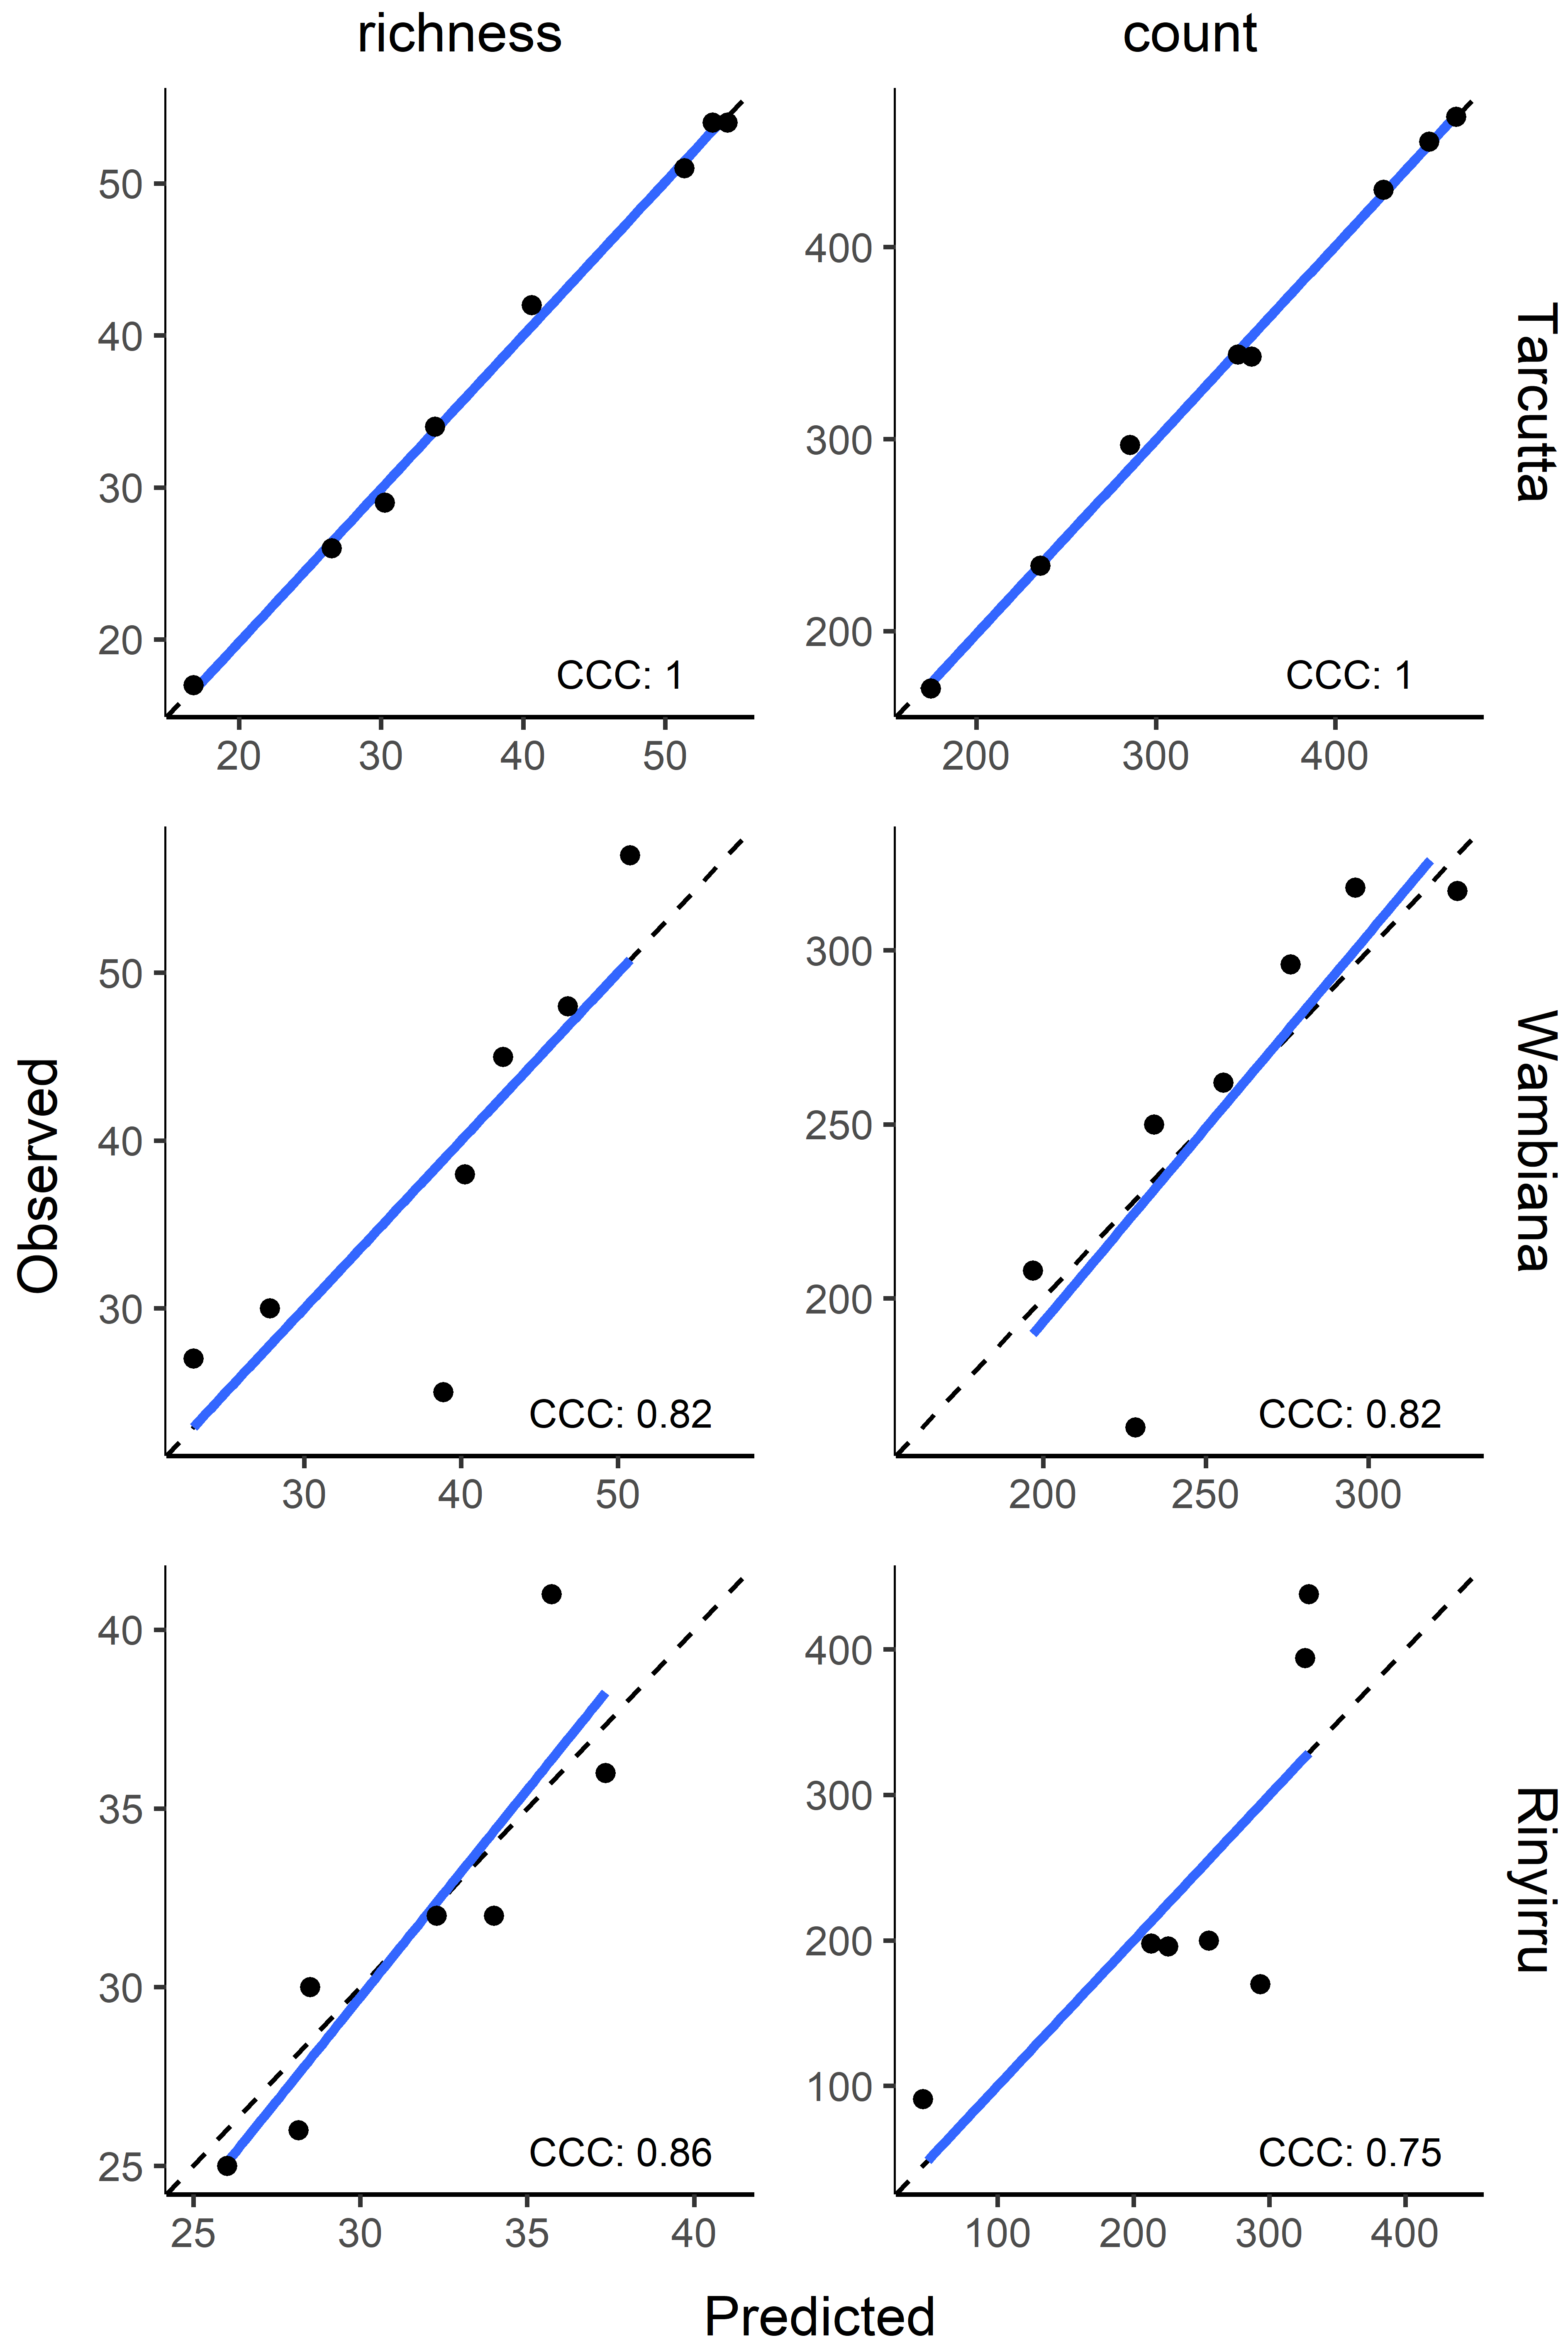 richness count
50
40
30
20
CCC: 1
20 30 40 50
400
300
200
CCC: 1
200 300 400
Tarcutta
50
40
30
CCC: 0.82
30 40 50
300
250
200
CCC: 0.82
200 250 300
Wambiana
Observed
40
35
30
25
CCC: 0.86
25 30 35 40
400
300
200
100
CCC: 0.75
100 200 300 400
Rinyirru
Predicted